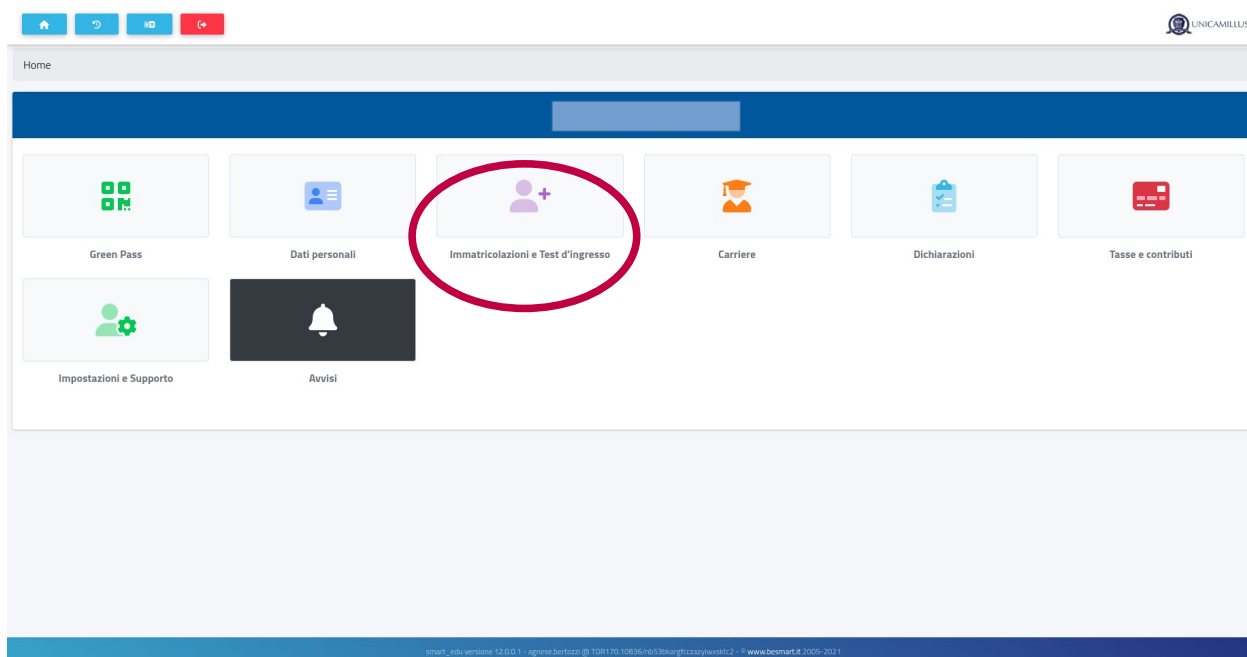 UNICAMILLUS
Home
Green Pass
Dati personali
Immatricolazioni e Test d'ingresso
Carriere
Dichiarazioni
Tasse e contributi
Impostazioni e Supporto
Avvisi
smart_edu versione 12.0.0.1 - agnese.bertozzi @ TOR170.10836/nb53bkargfcczazyiwxsktc2 - © www.besmart.it 2005-2021